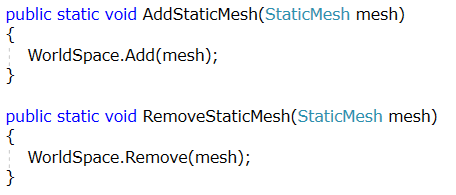 public static void AddStaticMesh(StaticMesh mesh)
{
    WorldSpace.Add(mesh);
}

public static void RemoveStaticMesh(StaticMesh mesh)
{
    WorldSpace.Remove(mesh);
}